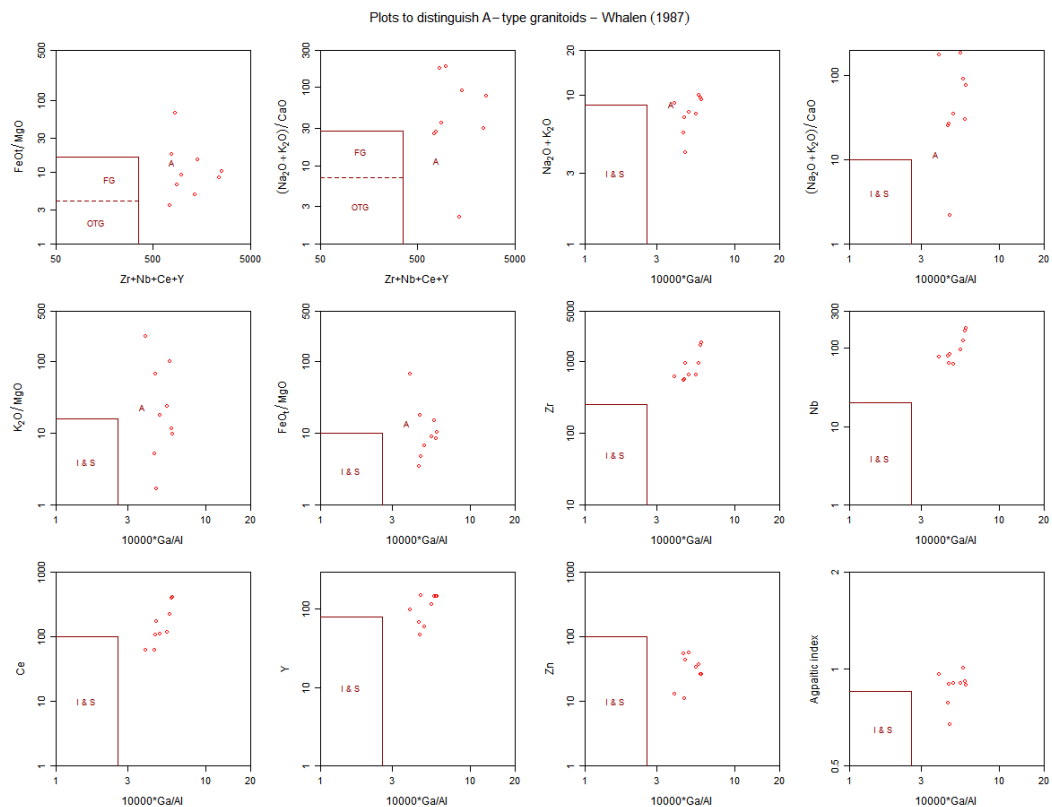 Plots to distinguish A−type granitoids − Whalen (1987)
FeOt/MgO
1 3 10 30 100 500
FG
OTG
A
50 500 5000
Zr+Nb+Ce+Y
(Na2O+K2O)/CaO
1 3 10 30 100 300
FG
OTG
A
50 500 5000
Zr+Nb+Ce+Y
Na2O+K2O
1 3 10 20
I & S
A
1 3 10 20
10000*Ga/Al
(Na2O+K2O)/CaO
1 10 100
I & S
A
1 3 10 20
10000*Ga/Al
K2O/MgO
1 10 100 500
I & S
A
1 3 10 20
10000*Ga/Al
FeOt/MgO
1 10 100 500
I & S
A
1 3 10 20
10000*Ga/Al
Zr
10 100 1000 5000
I & S
1 3 10 20
10000*Ga/Al
Nb
1 10 100 300
I & S
1 3 10 20
10000*Ga/Al
Ce
1 10 100 1000
I & S
1 3 10 20
10000*Ga/Al
Y
1 10 100
I & S
1 3 10 20
10000*Ga/Al
Zn
1 10 100 1000
I & S
1 3 10 20
10000*Ga/Al
Agpaitic index
0.5 1 2
I & S
1 3 10 20
10000*Ga/Al